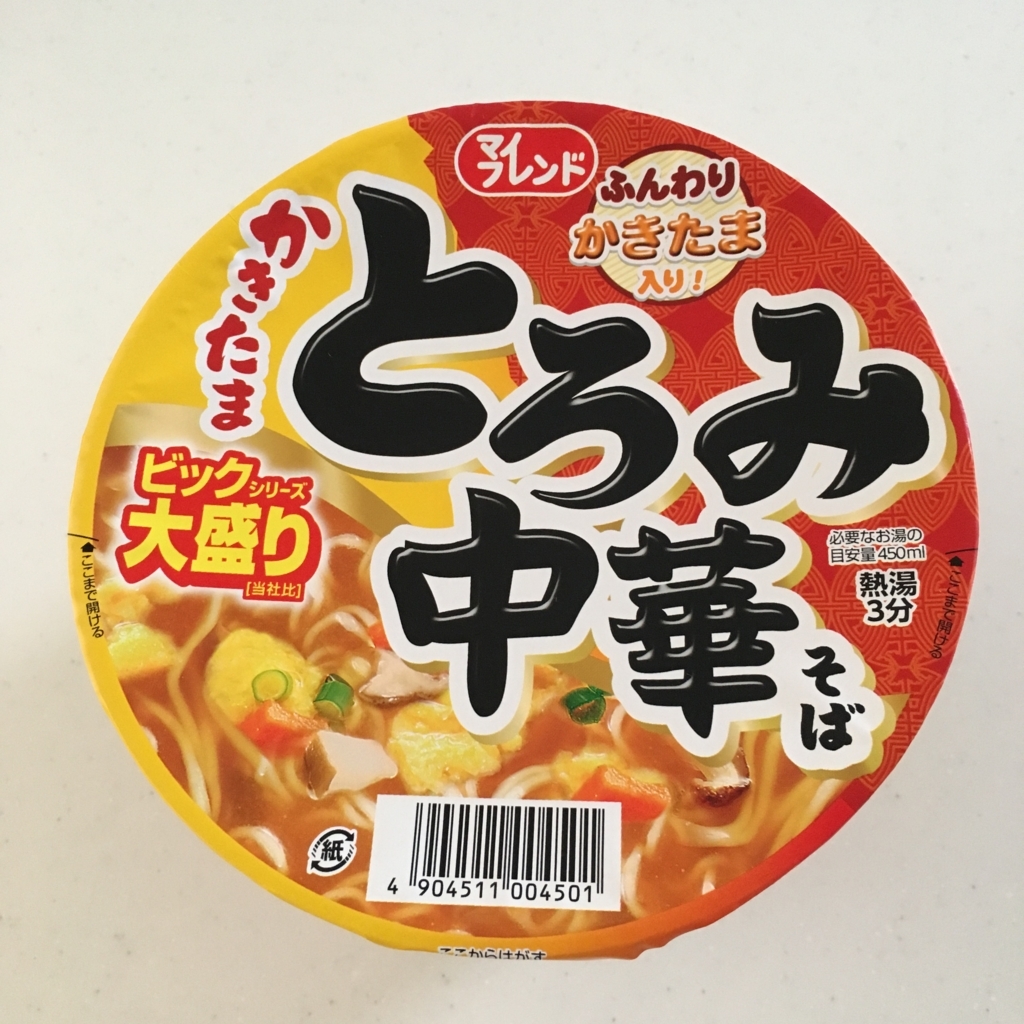 マイ
フレンド
ふんわり
かきたま
入り!
かきたま
とろみ
中華
そば
ビックシリーズ
大盛り
[当社比]
必要なお湯の
目安量450ml
熱湯
3分
ここまで開ける
ここまで開ける
紙
4 904511 004501
ここからはがす